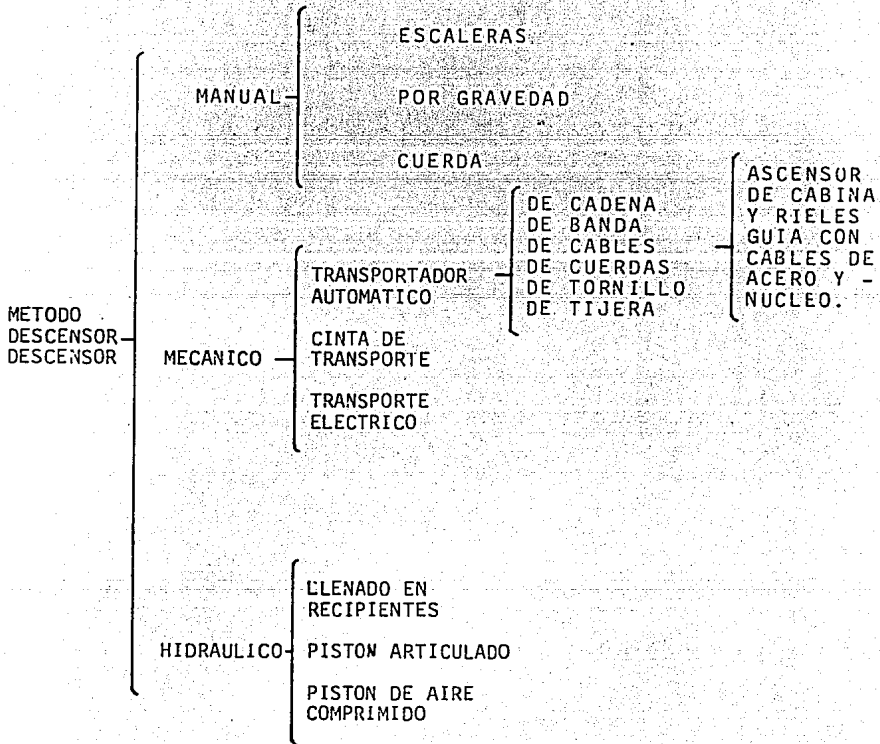 METODO
DESCENSOR
DESCENSOR
MANUAL
ESCALERAS
POR GRAVEDAD
CUERDA
MECANICO
TRANSPORTADOR
AUTOMATICO
DE CADENA
DE BANDA
DE CABLES
DE CUERDAS
DE TORNILLO
DE TIJERA
ASCENSOR
DE CABINA
Y RIELES
GUIA CON
CABLES DE
ACERO Y -
NUCLEO.
CINTA DE
TRANSPORTE
TRANSPORTE
ELECTRICO
HIDRAULICO
LLENADO EN
RECIPIENTES
PISTON ARTICULADO
PISTON DE AIRE
COMPRIMIDO